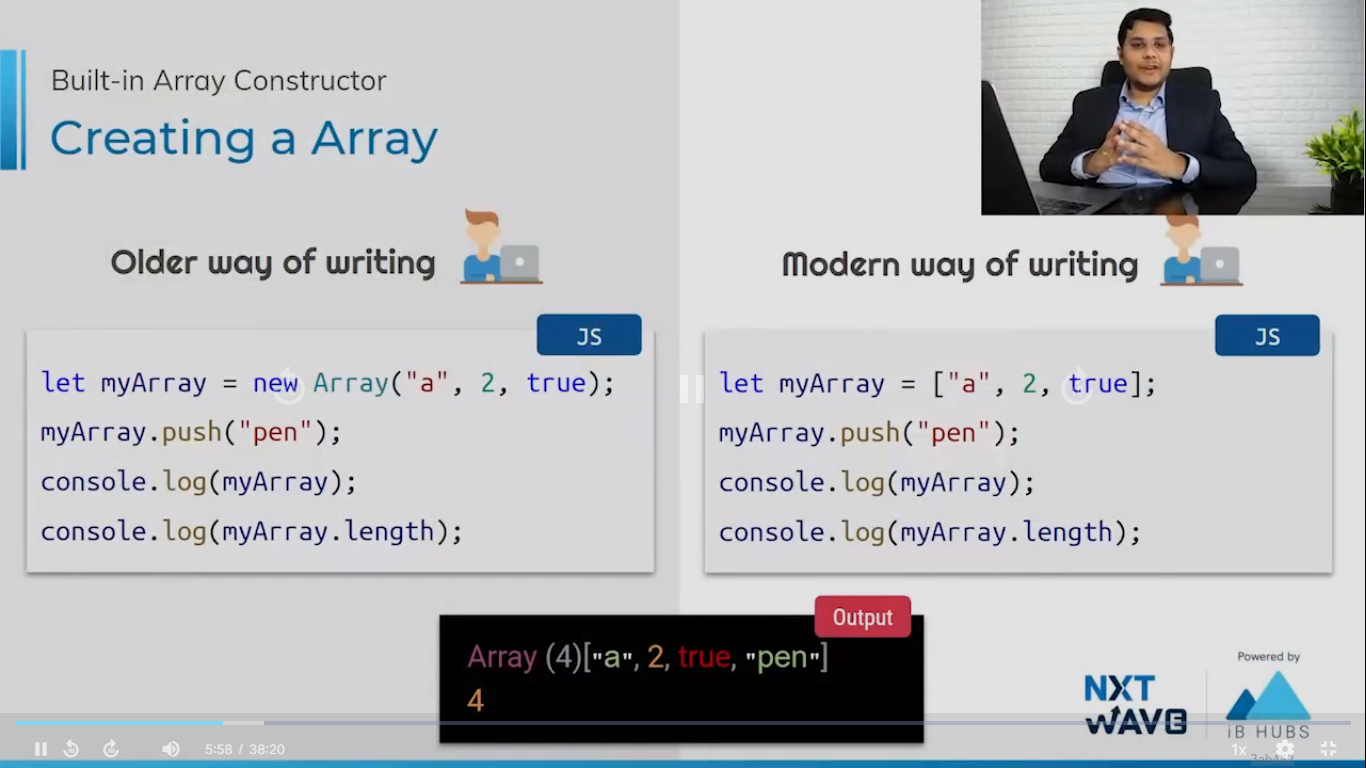 Built-in Array Constructor
Creating a Array
Older way of writing
JS
let myArray = new Array("a", 2, true);
myArray.push("pen");
console.log(myArray);
console.log(myArray.length);
Modern way of writing
JS
let myArray = ["a", 2, true];
myArray.push("pen");
console.log(myArray);
console.log(myArray.length);
Output
Array (4)["a", 2, true, "pen"]
4
NXT
WAVE
Powered by
iB HUBS
5:58 / 38:20
1x